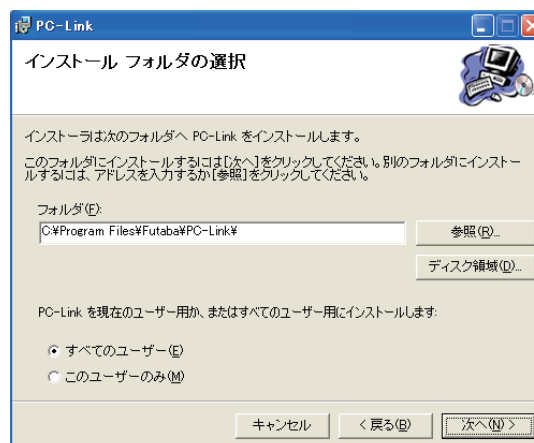 PC-Link
インストール フォルダの選択
インストーラは次のフォルダへ PC-Link をインストールします。
このフォルダにインストールするには[次へ]をクリックしてください。別のフォルダにインストー
ルするには、アドレスを入力するか[参照]をクリックしてください。
フォルダ(F):
C:¥Program Files¥Futaba¥PC-Link¥
参照(R)...
ディスク領域(D)...
PC-Link を現在のユーザー用か、またはすべてのユーザー用にインストールします:
すべてのユーザー(E)
このユーザーのみ(M)
キャンセル
< 戻る(B)
次へ(N) >